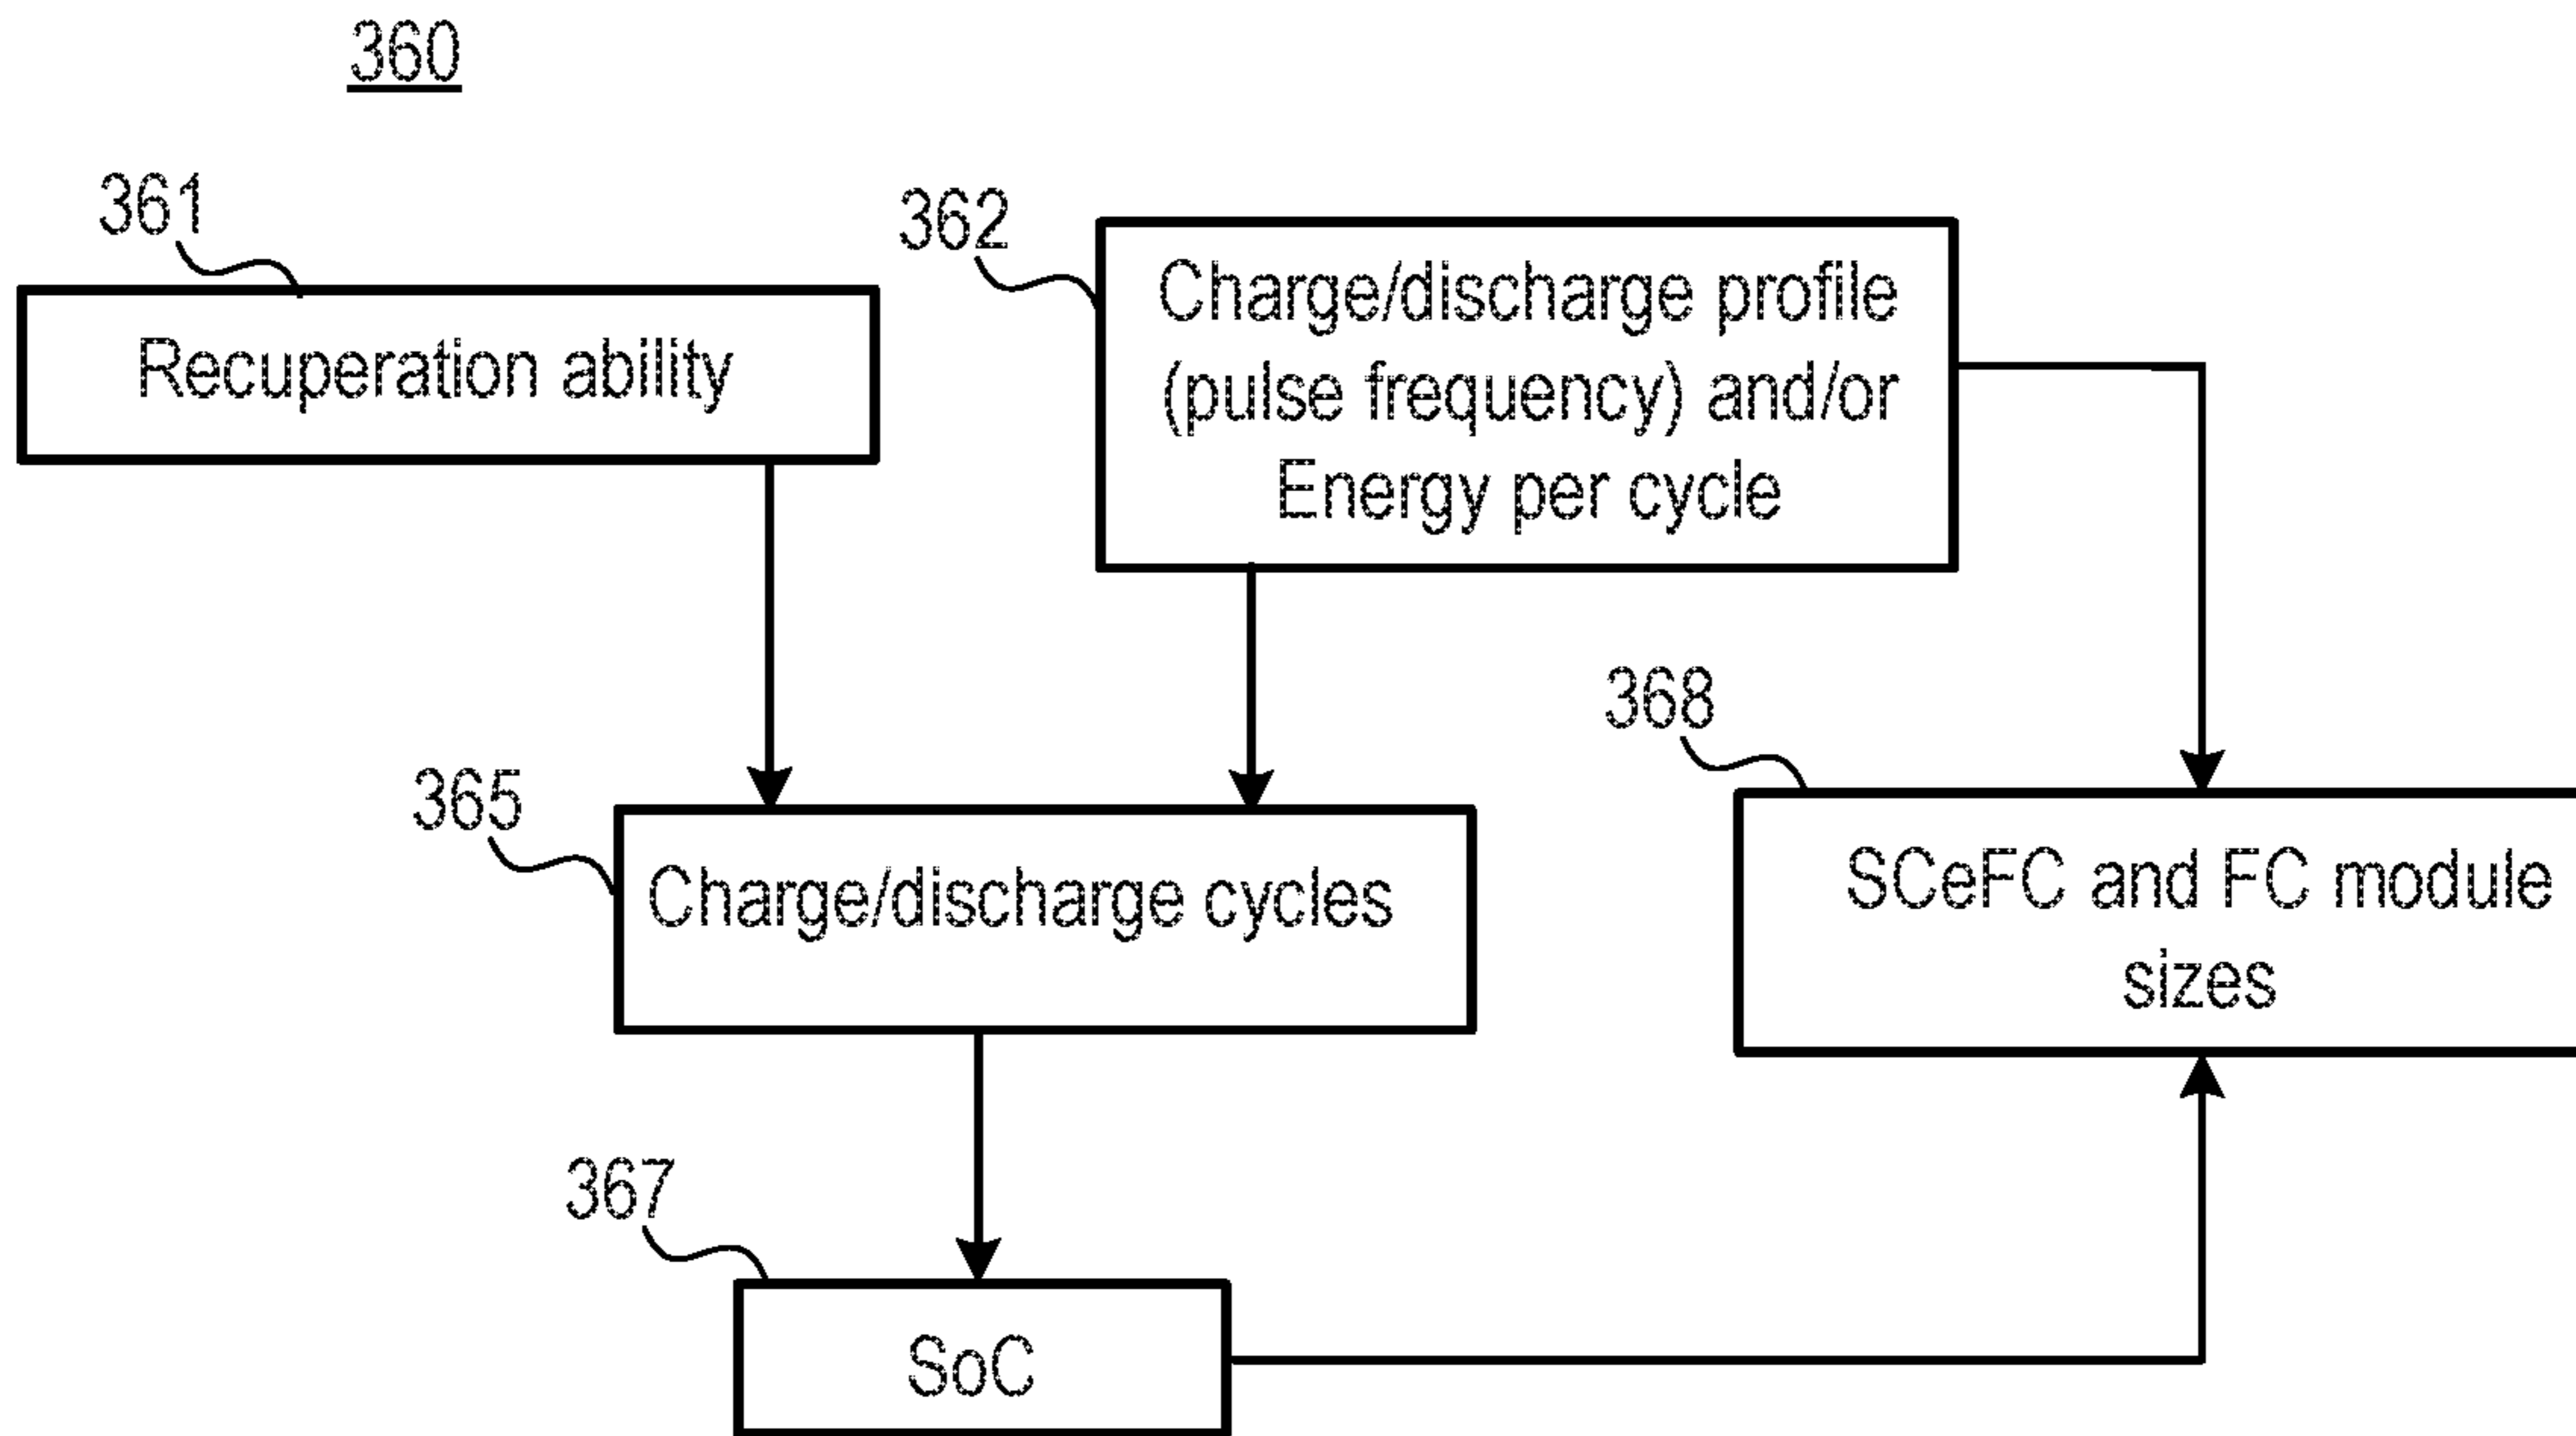 360
361
Recuperation ability
362
Charge/discharge profile
(pulse frequency) and/or
Energy per cycle
365
Charge/discharge cycles
368
SCeFC and FC module
sizes
367
SoC